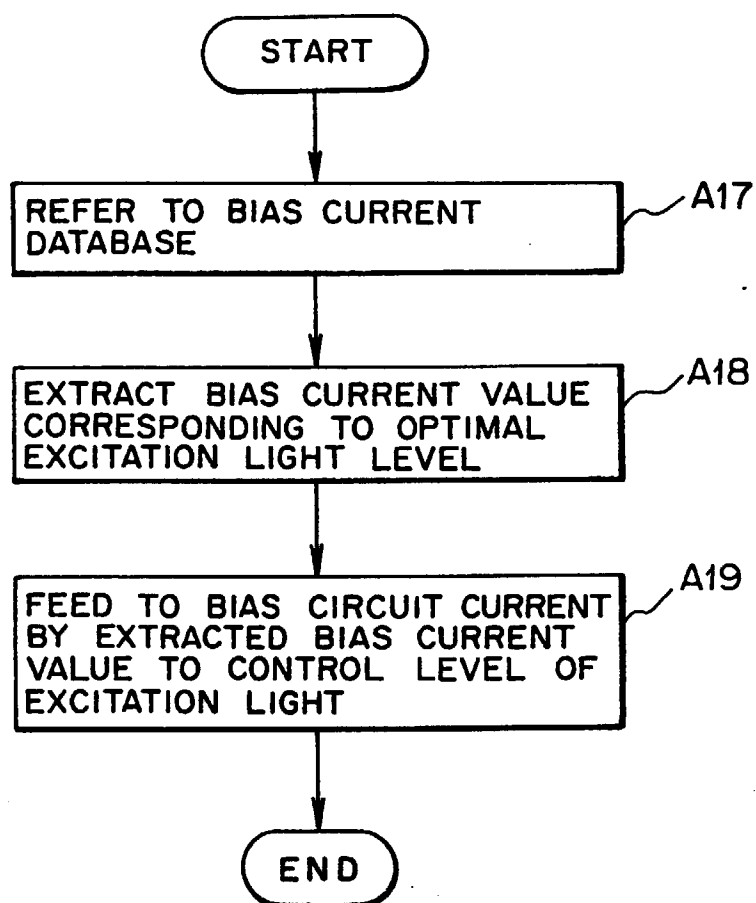 START
A17
REFER TO BIAS CURRENT
DATABASE
A18
EXTRACT BIAS CURRENT VALUE
CORRESPONDING TO OPTIMAL
EXCITATION LIGHT LEVEL
A19
FEED TO BIAS CIRCUIT CURRENT
BY EXTRACTED BIAS CURRENT
VALUE TO CONTROL LEVEL OF
EXCITATION LIGHT
END